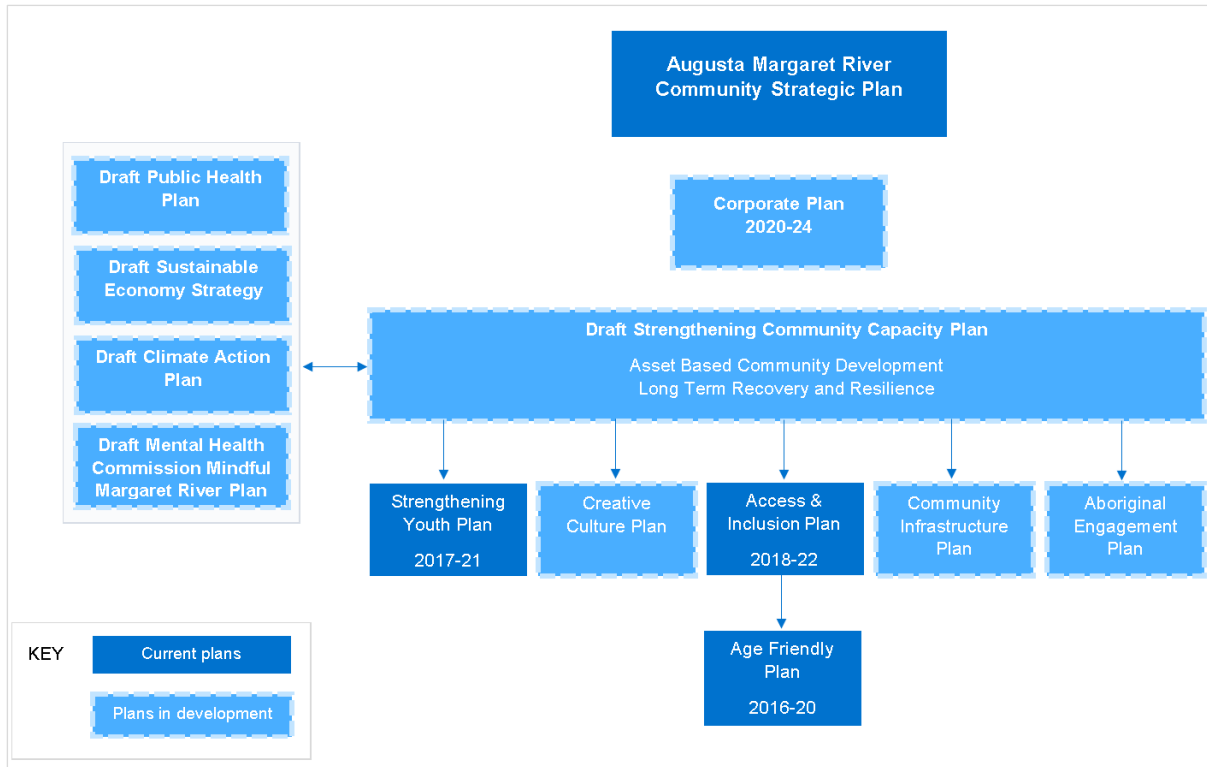 Augusta Margaret River
Community Strategic Plan
Corporate Plan
2020-24
Draft Public Health
Plan
Draft Sustainable
Economy Strategy
Draft Climate Action
Plan
Draft Mental Health
Commission Mindful
Margaret River Plan
Draft Strengthening Community Capacity Plan
Asset Based Community Development
Long Term Recovery and Resilience
Strengthening
Youth Plan
2017-21
Creative
Culture Plan
Access &
Inclusion Plan
2018-22
Community
Infrastructure
Plan
Aboriginal
Engagement
Plan
Age Friendly
Plan
2016-20
KEY
Current plans
Plans in development